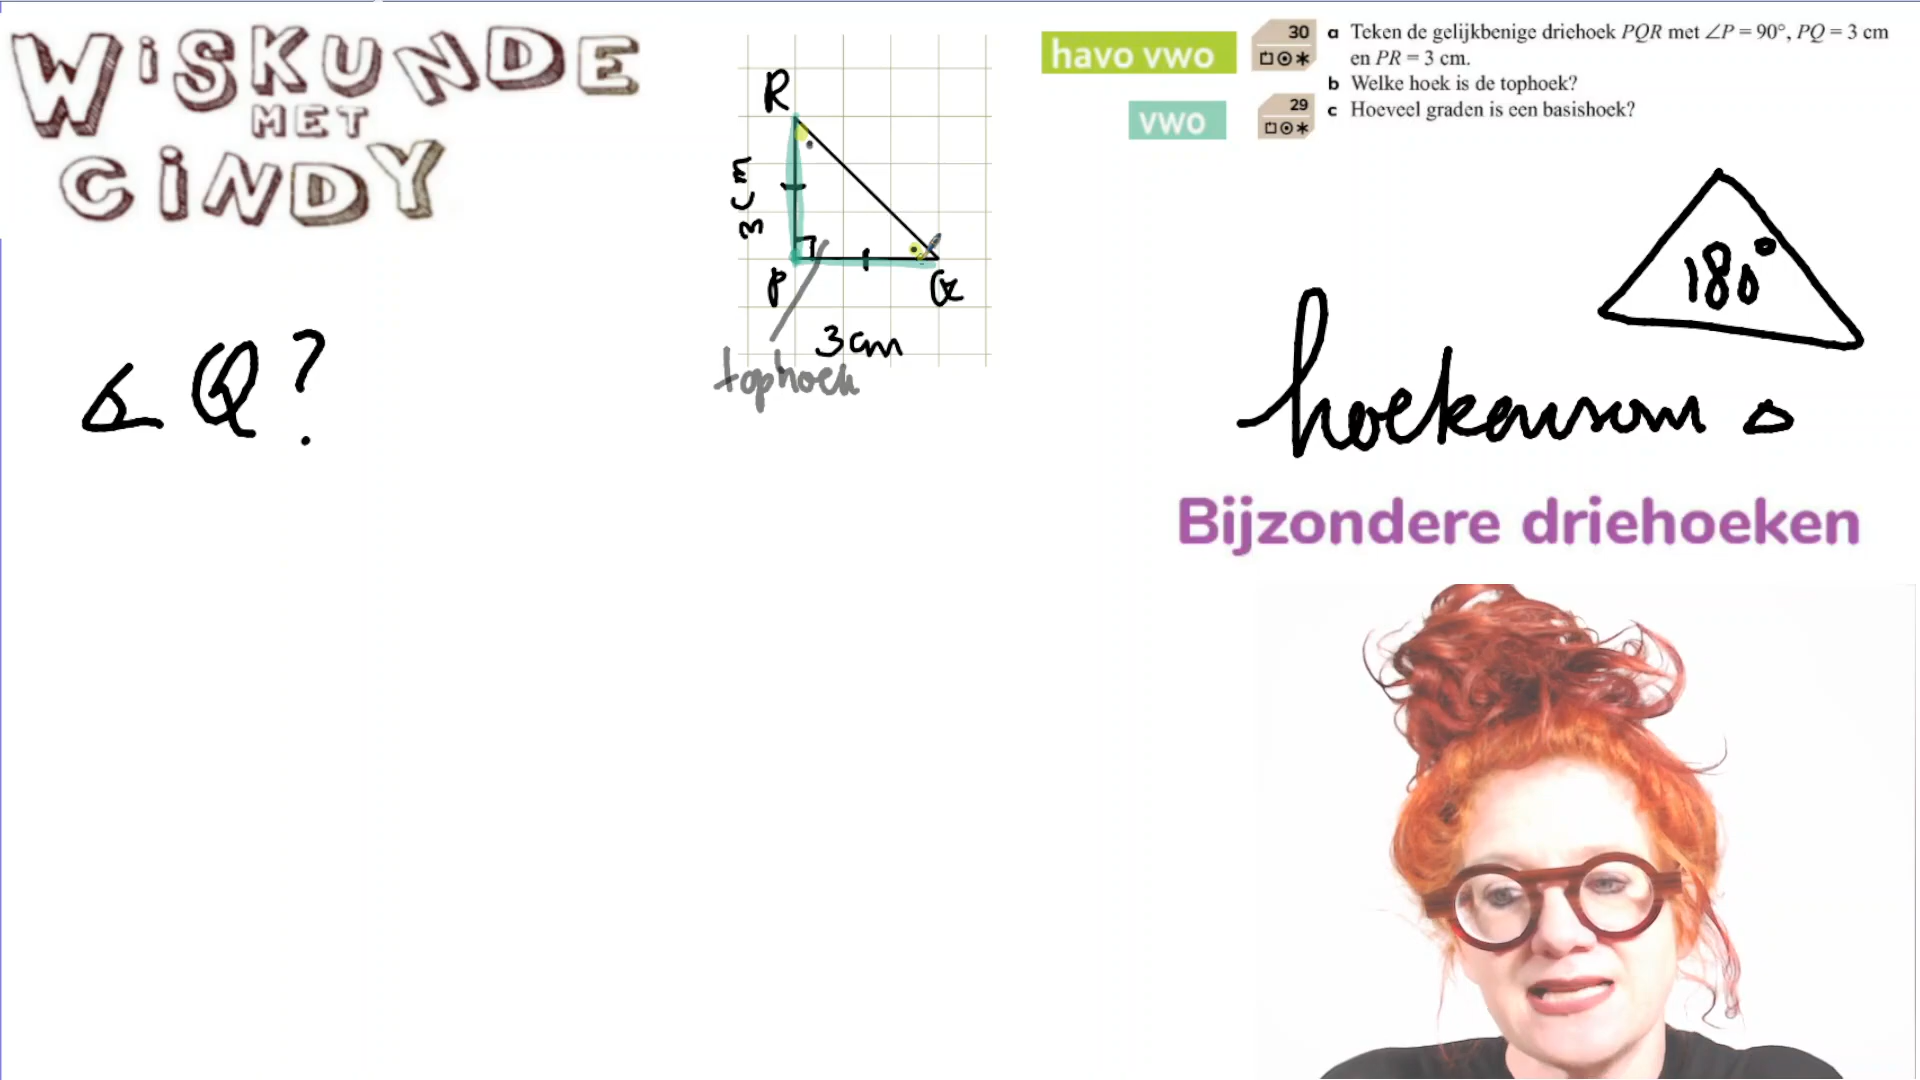 WiSKUNDE
MET
CiNDY
havo vwo
vwo
30
29
a Teken de gelijkbenige driehoek PQR met ∠P = 90°, PQ = 3 cm
en PR = 3 cm.
b Welke hoek is de tophoek?
c Hoeveel graden is een basishoek?
R
3 cm
P
Q
3 cm
tophoek
180°
∠ Q?
hoekensom △
Bijzondere driehoeken